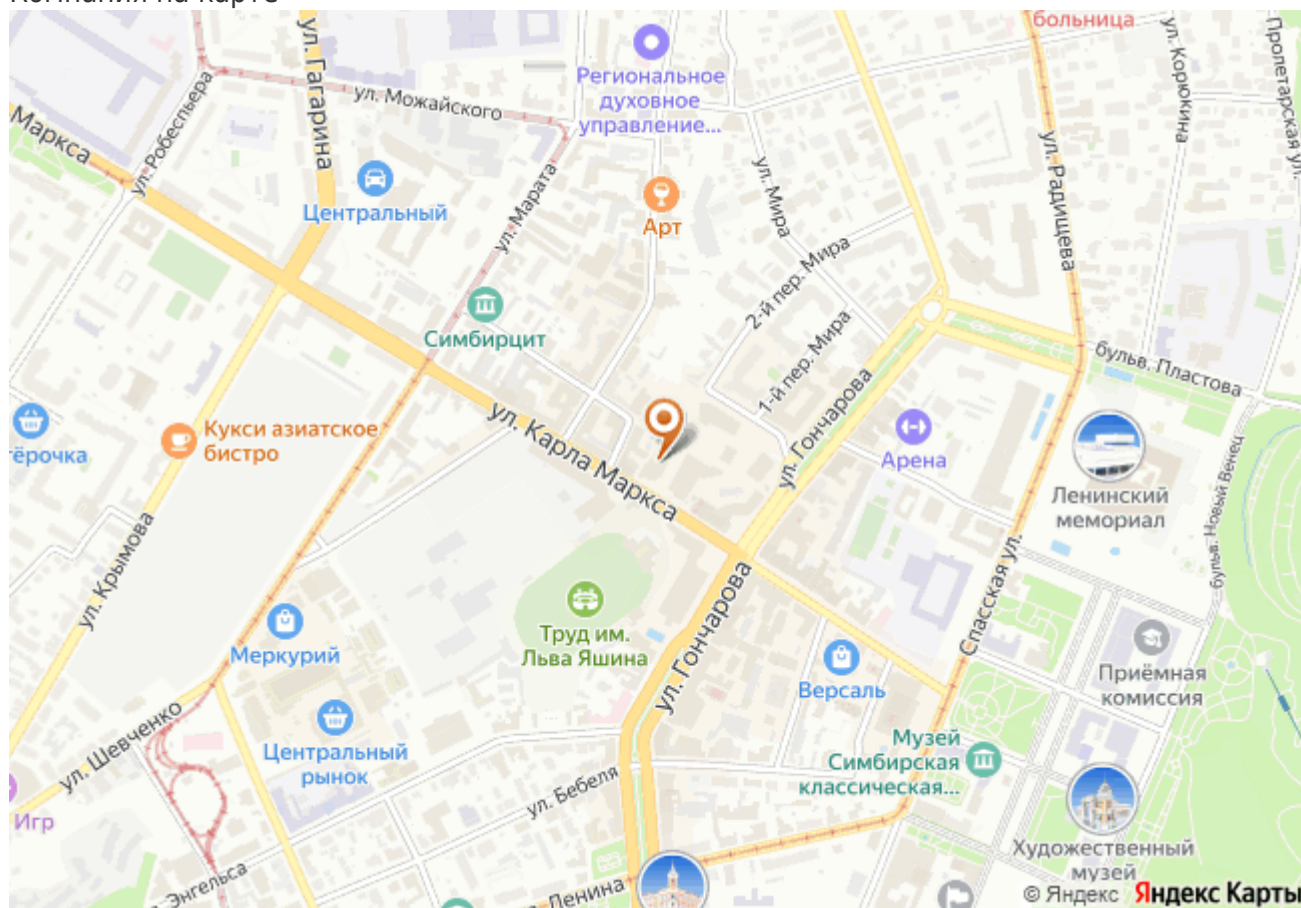 Компания на карте
больница
Пролетарская ул.
ул. Корюкина
ул. Гагарина
Региональное
духовное
управление...
ул. Можайского
ул. Робеспьера
Маркса
ул. Радищева
ул. Мира
Центральный
ул. Марата
Арт
2-й пер. Мира
Симбирцит
1-й пер. Мира
бульв. Пластова
ул. Гончарова
ул. Карла Маркса
Кукси азиатское
бистро
тёрочка
Арена
Ленинский
мемориал
бульв. Новый Венец
ул. Крымова
Спасская ул.
Труд им.
Льва Яшина
ул. Гончарова
Меркурий
Версаль
Приёмная
комиссия
ул. Шевченко
Центральный
рынок
Музей
Симбирская
классическая...
ул. Бебеля
Игр
Художественный
музей
Энгельса
Ленина
© Яндекс Яндекс Карты